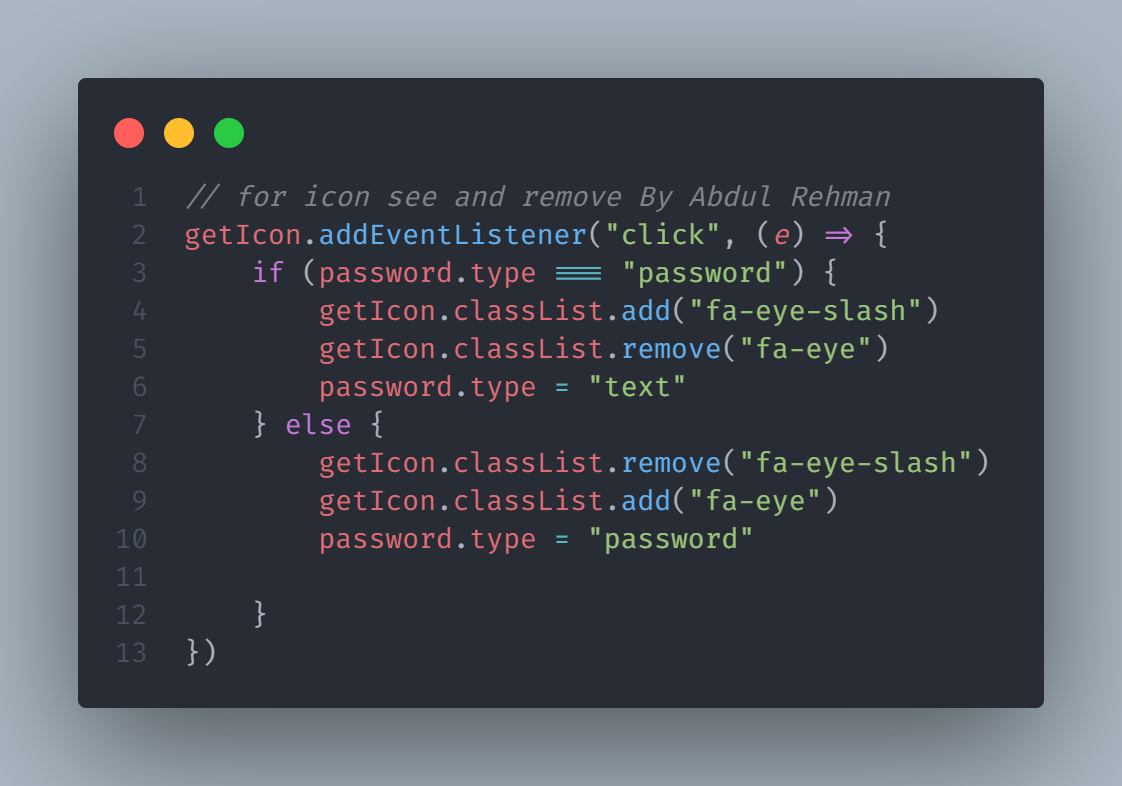 1 // for icon see and remove By Abdul Rehman
2 getIcon.addEventListener("click", (e) => {
3     if (password.type === "password") {
4         getIcon.classList.add("fa-eye-slash")
5         getIcon.classList.remove("fa-eye")
6         password.type = "text"
7     } else {
8         getIcon.classList.remove("fa-eye-slash")
9         getIcon.classList.add("fa-eye")
10         password.type = "password"
11
12     }
13 })